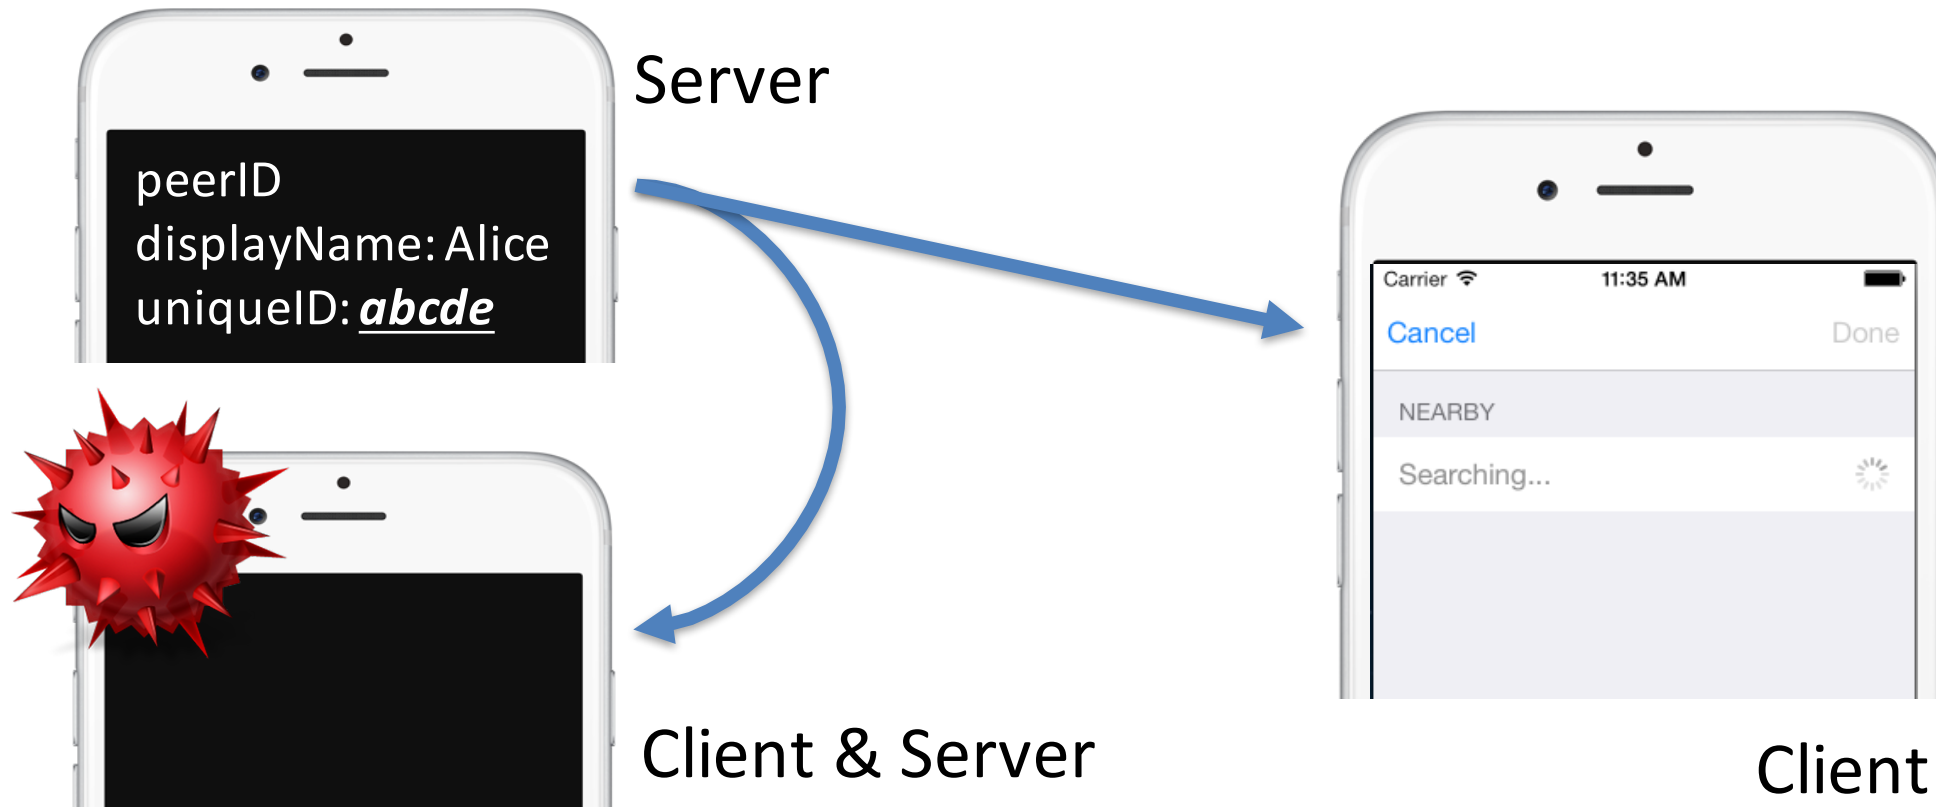 Server
peerID
displayName: Alice
uniqueID: abcde
Carrier 11:35 AM
Cancel Done
NEARBY
Searching...
Client & Server
Client